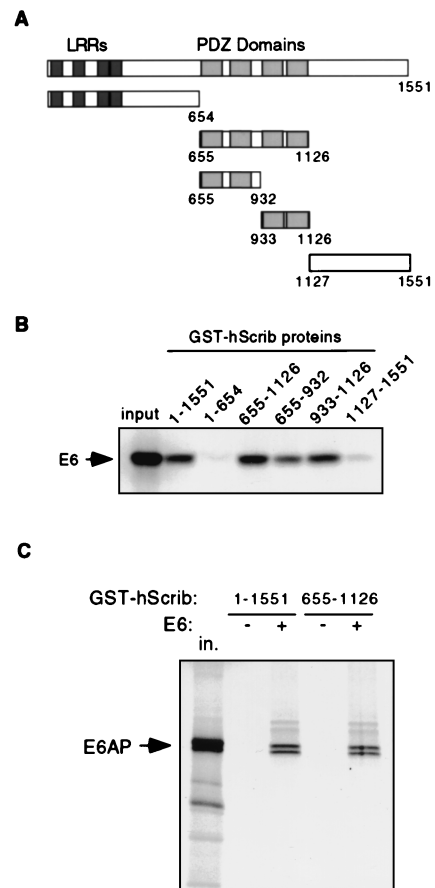 A
LRRs PDZ Domains
1551
654
655 1126
655 932
933 1126
1127 1551
B
GST-hScrib proteins
input 1-1551 1-654 655-1126 655-932 933-1126 1127-1551
E6
C
GST-hScrib: 1-1551 655-1126
E6: - + - +
in.
E6AP